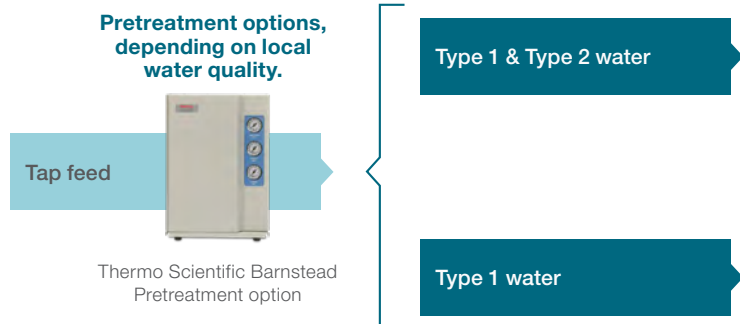 Pretreatment options,
depending on local
water quality.
Tap feed
Thermo Scientific Barnstead
Pretreatment option
Type 1 & Type 2 water
Type 1 water